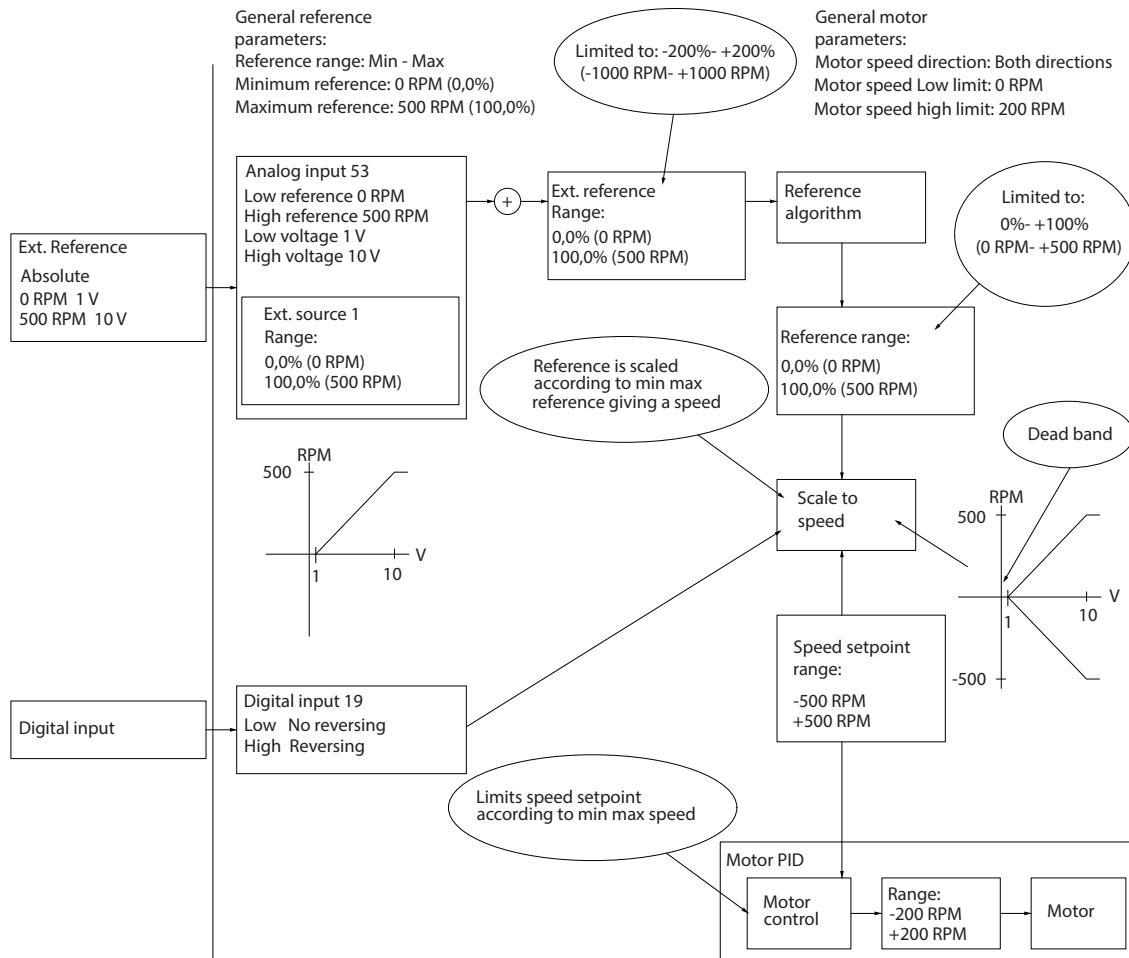 General reference
parameters:
Reference range: Min - Max
Minimum reference: 0 RPM (0,0%)
Maximum reference: 500 RPM (100,0%)
Limited to: -200%- +200%
(-1000 RPM- +1000 RPM)
General motor
parameters:
Motor speed direction: Both directions
Motor speed Low limit: 0 RPM
Motor speed high limit: 200 RPM
Ext. Reference
Absolute
0 RPM 1 V
500 RPM 10 V
Analog input 53
Low reference 0 RPM
High reference 500 RPM
Low voltage 1 V
High voltage 10 V
Ext. source 1
Range:
0,0% (0 RPM)
100,0% (500 RPM)
+
Ext. reference
Range:
0,0% (0 RPM)
100,0% (500 RPM)
Reference
algorithm
Limited to:
0%- +100%
(0 RPM- +500 RPM)
Reference range:
0,0% (0 RPM)
100,0% (500 RPM)
Reference is scaled
according to min max
reference giving a speed
Dead band
RPM
500
1
10
V
Scale to
speed
RPM
500
V
1
10
-500
Speed setpoint
range:
-500 RPM
+500 RPM
Digital input
Digital input 19
Low No reversing
High Reversing
Limits speed setpoint
according to min max speed
Motor PID
Motor
control
Range:
-200 RPM
+200 RPM
Motor